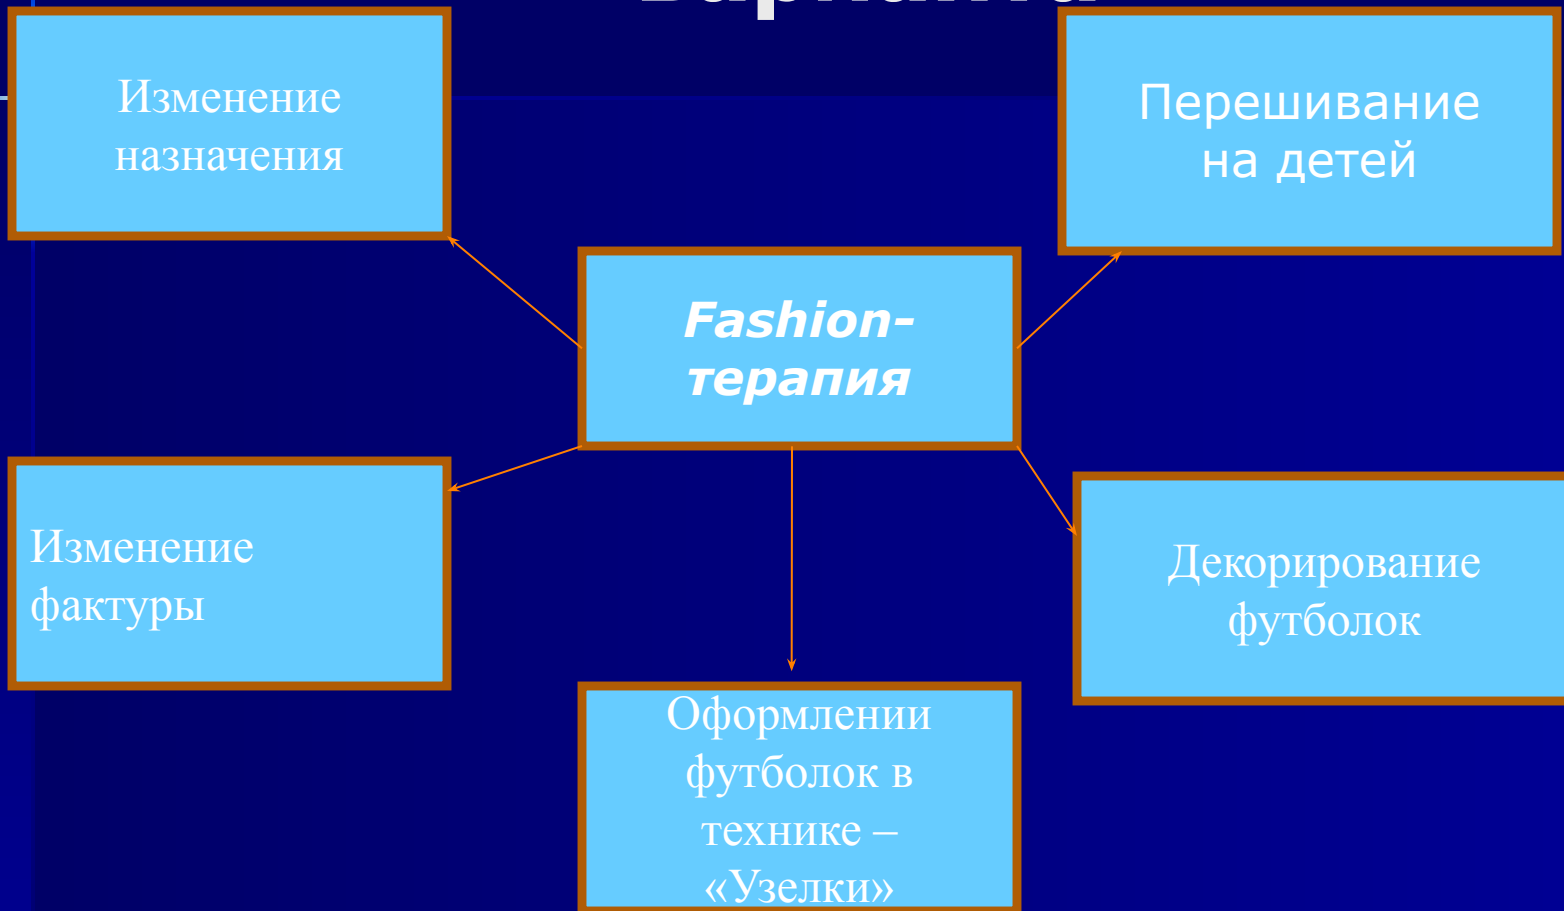 Изменение
назначения
Перешивание
на детей
Fashion-
терапия
Изменение
фактуры
Декорирование
футболок
Оформлении
футболок в
технике –
«Узелки»